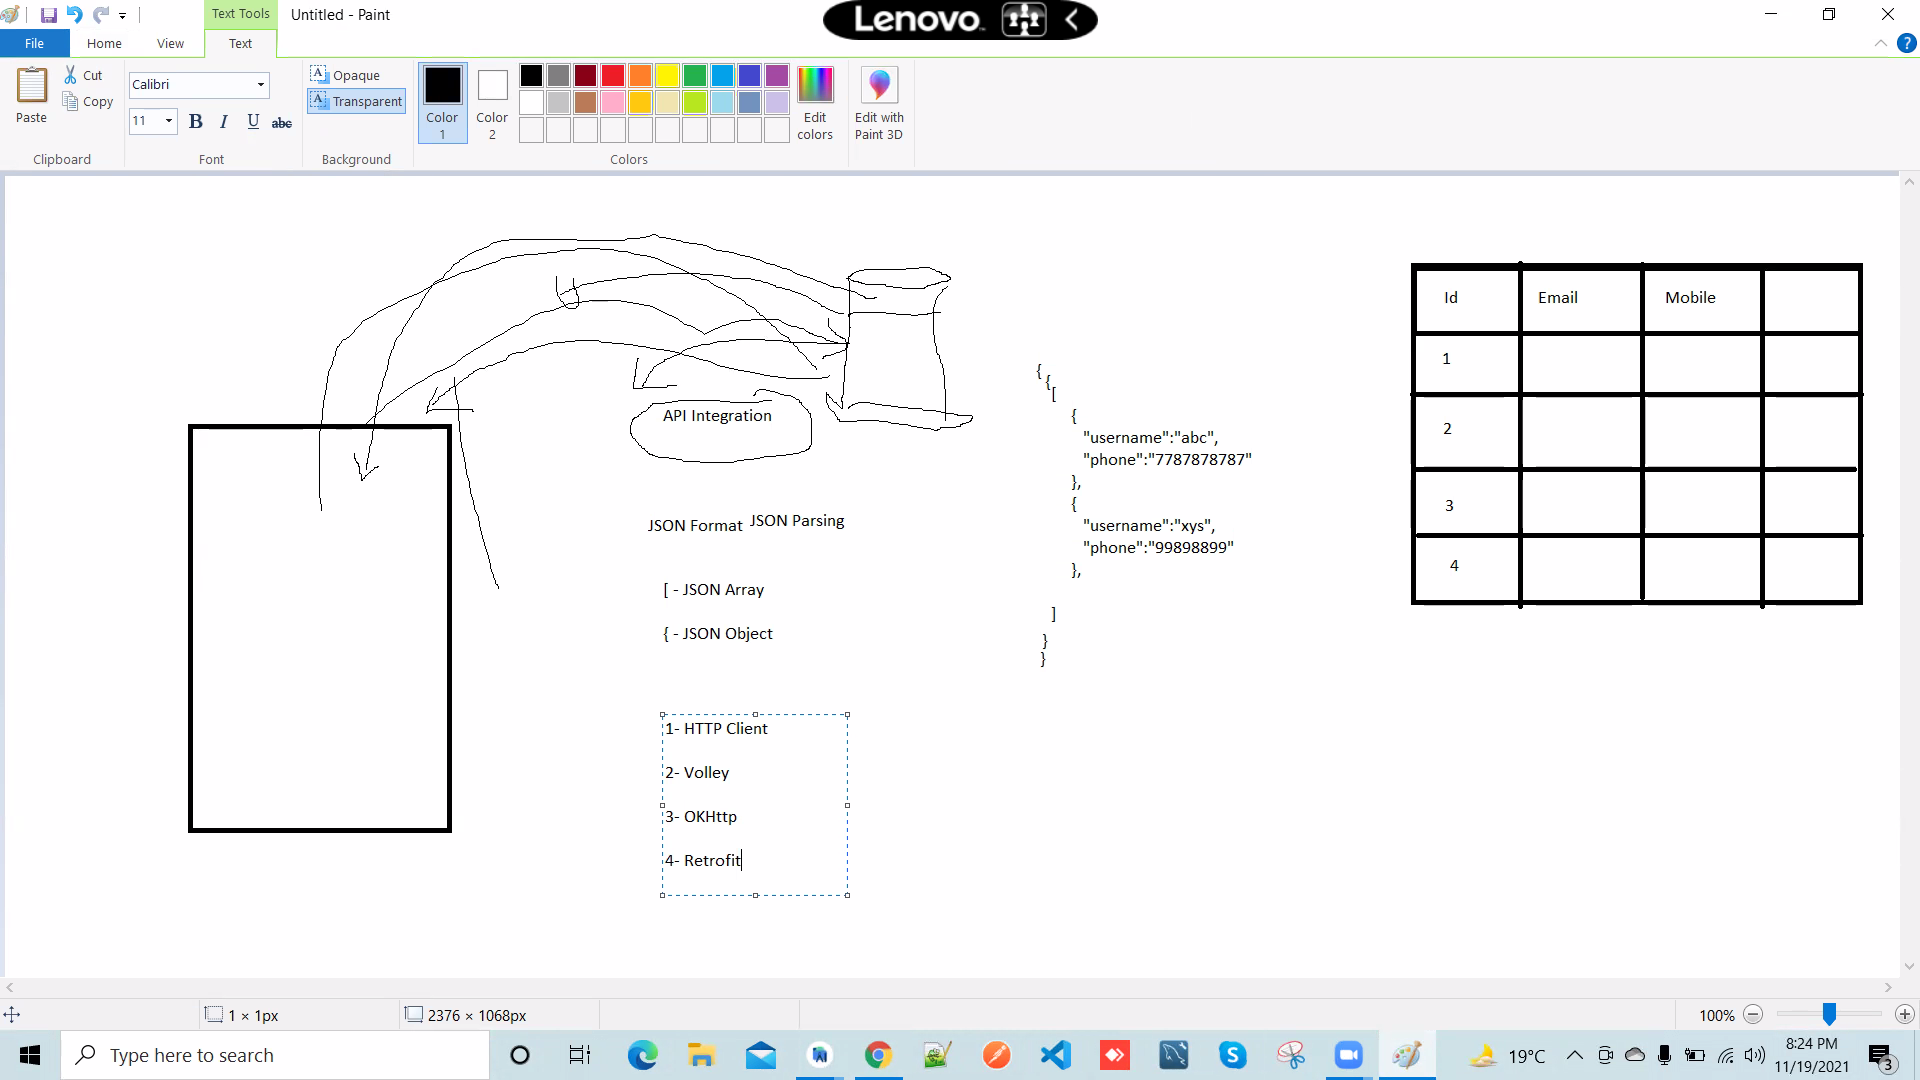 Text Tools
Untitled - Paint
Lenovo
File
Home
View
Text
Paste
Cut
Copy
Clipboard
Calibri
11
B I U abc
Font
Opaque
Transparent
Background
Color 1
Color 2
Edit colors
Colors
Edit with Paint 3D
API Integration
JSON Format
JSON Parsing
[ - JSON Array
{ - JSON Object
1- HTTP Client
2- Volley
3- OKHttp
4- Retrofit
{
{
[
{
"username":"abc",
"phone":"7787878787"
},
{
"username":"xys",
"phone":"99898899"
},
]
}
}
Id Email Mobile
1
2
3
4
1 × 1px
2376 × 1068px
100%
Type here to search
19°C
8:24 PM
11/19/2021
3